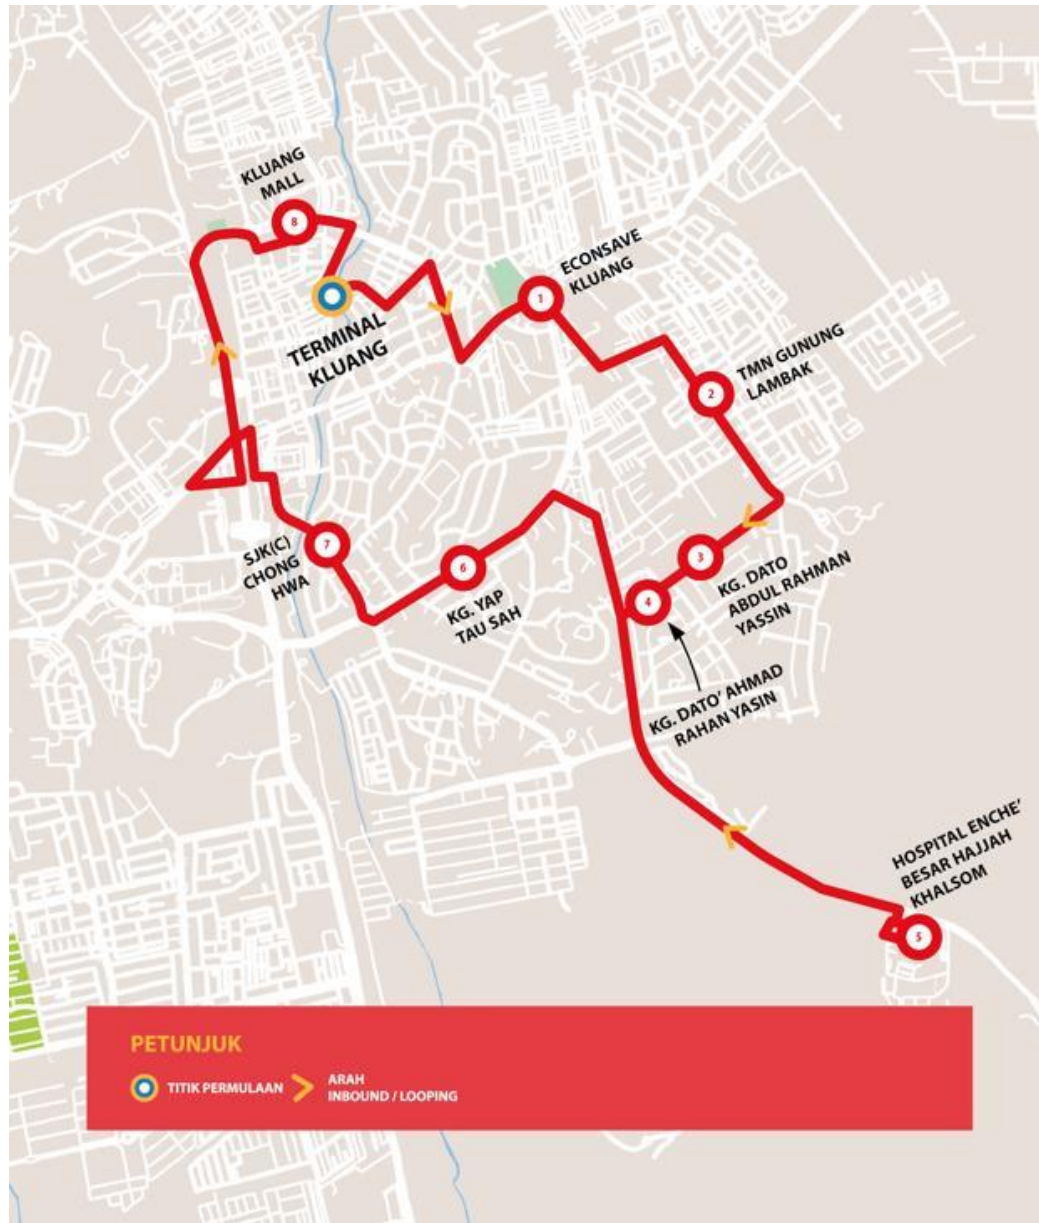 KLUANG
MALL
8
ECONSAVE
KLUANG
1
TERMINAL
KLUANG
TMN GUNUNG
LAMBAK
2
SJK(C)
CHONG
HWA
7
6
KG. YAP
TAU SAH
3
KG. DATO
ABDUL RAHMAN
YASSIN
4
KG. DATO' AHMAD
RAHAN YASIN
HOSPITAL ENCHE'
BESAR HAJJAH
KHALSOM
5
PETUNJUK
TITIK PERMULAAN
ARAH
INBOUND / LOOPING